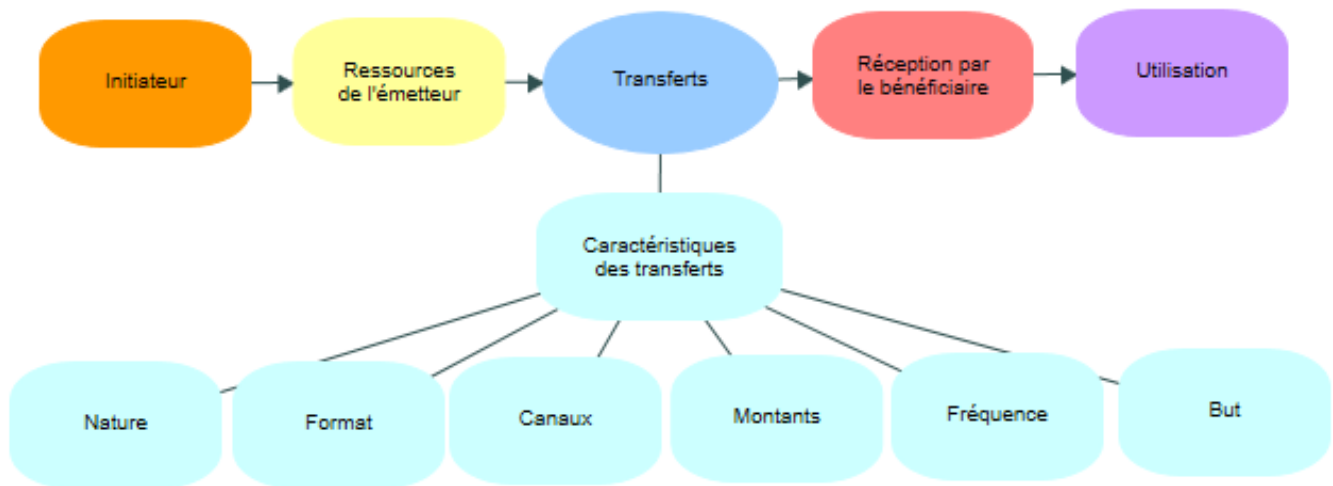 Initiateur
Ressources
de l'émetteur
Transferts
Réception par
le bénéficiaire
Utilisation
Caractéristiques
des transferts
Nature
Format
Canaux
Montants
Fréquence
But